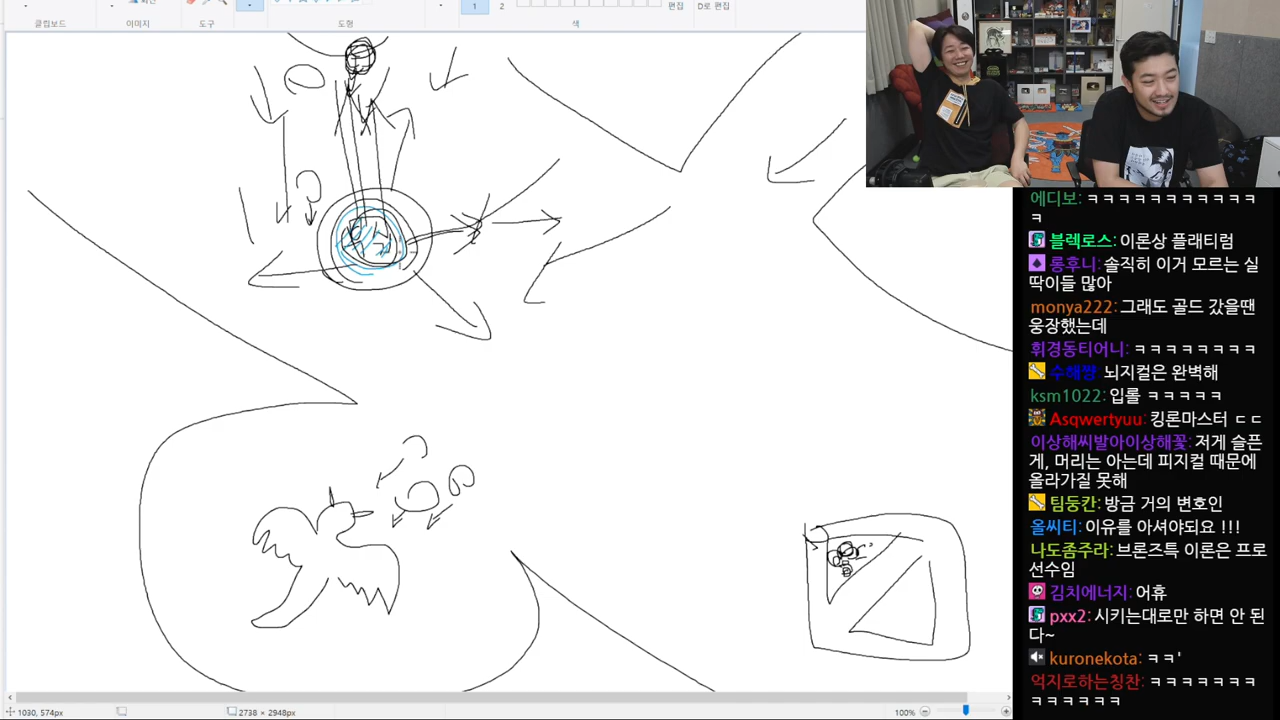 클립보드
이미지
도구
도형
1
2
색
편집
D로 편집
에디보: ㅋㅋㅋㅋㅋㅋㅋㅋㅋㅋㅋ
ㅋ
블렉로스: 이론상 플래티럼
롱후니: 솔직히 이거 모르는 실
딱이들 많아
monya222: 그래도 골드 갔을땐
웅장했는데
휘경동티어니: ㅋㅋㅋㅋㅋㅋㅋㅋ
수해쨩: 뇌지컬은 완벽해
ksm1022: 입롤 ㅋㅋㅋㅋㅋ
Asqwertyuu: 킹론마스터 ㄷㄷ
이상해씨발아이상해꽃: 저게 슬픈
게, 머리는 아는데 피지컬 때문에
올라가질 못해
팀둥칸: 방금 거의 변호인
올씨티: 이유를 아셔야되요 !!!
나도좀주라: 브론즈특 이론은 프로
선수임
김치에너지: 어휴
pxx2: 시키는대로만 하면 안 된
다~
kuronekota: ㅋㅋ'
억지로하는칭찬: ㅋㅋㅋㅋㅋㅋㅋ
ㅋㅋㅋㅋㅋㅋ
1030, 574px
2738 × 2948px
100%